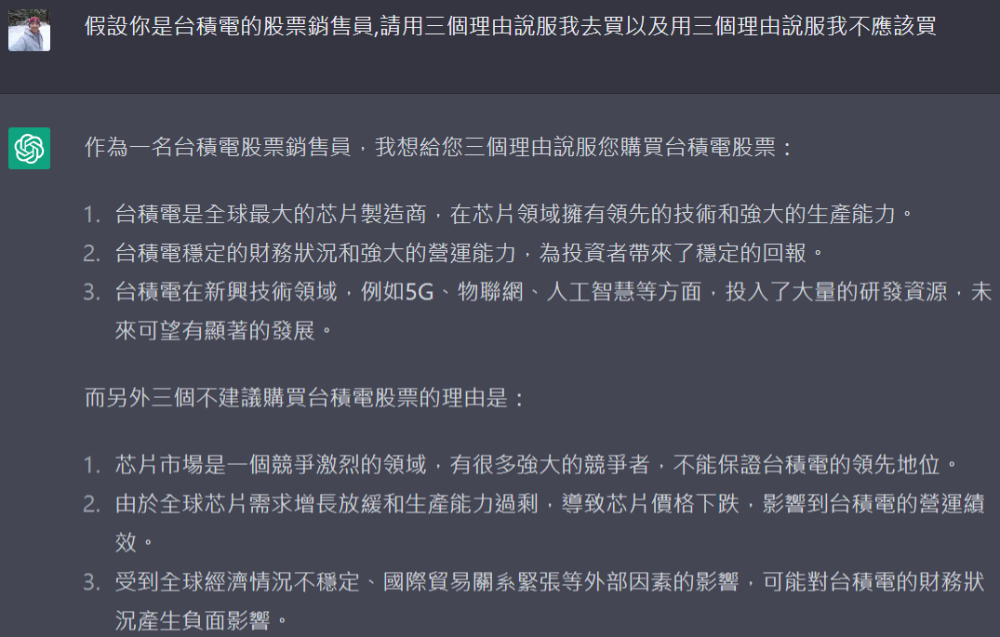 假設你是台積電的股票銷售員,請用三個理由說服我去買以及用三個理由說服我不應該買
作為一名台積電股票銷售員，我想給您三個理由說服您購買台積電股票：
1. 台積電是全球最大的芯片製造商，在芯片領域擁有領先的技術和強大的生產能力。
2. 台積電穩定的財務狀況和強大的營運能力，為投資者帶來了穩定的回報。
3. 台積電在新興技術領域，例如5G、物聯網、人工智慧等方面，投入了大量的研發資源，未
來可望有顯著的發展。
而另外三個不建議購買台積電股票的理由是：
1. 芯片市場是一個競爭激烈的領域，有很多強大的競爭者，不能保證台積電的領先地位。
2. 由於全球芯片需求增長放緩和生產能力過剩，導致芯片價格下跌，影響到台積電的營運績
效。
3. 受到全球經濟情況不穩定、國際貿易關系緊張等外部因素的影響，可能對台積電的財務狀
況產生負面影響。